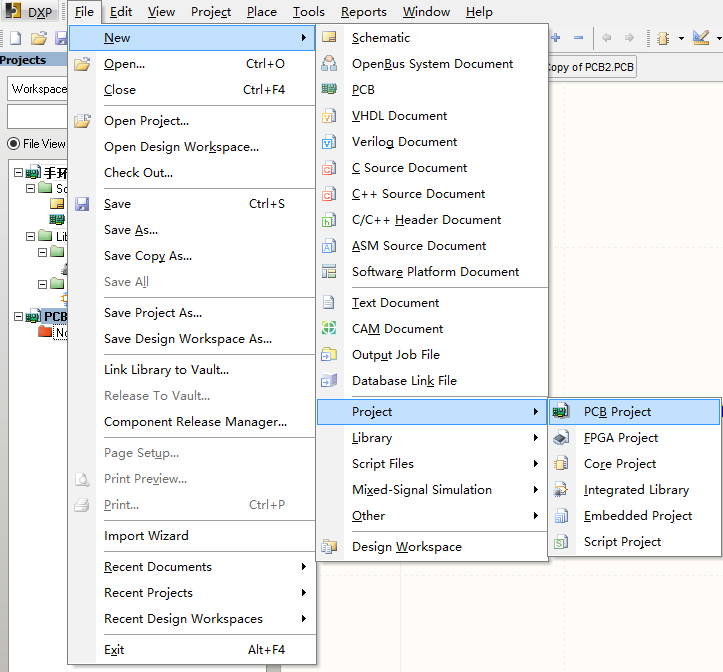 DXP File Edit View Project Place Tools Reports Window Help
Projects
Copy of PCB2.PCB
Workspace
File View
手环
So
Lib
PCB
No
New
Open... Ctrl+O
Close Ctrl+F4
Open Project...
Open Design Workspace...
Check Out...
Save Ctrl+S
Save As...
Save Copy As...
Save All
Save Project As...
Save Design Workspace As...
Link Library to Vault...
Release To Vault...
Component Release Manager...
Page Setup...
Print Preview...
Print... Ctrl+P
Import Wizard
Recent Documents
Recent Projects
Recent Design Workspaces
Exit Alt+F4
Schematic
OpenBus System Document
PCB
VHDL Document
Verilog Document
C Source Document
C++ Source Document
C/C++ Header Document
ASM Source Document
Software Platform Document
Text Document
CAM Document
Output Job File
Database Link File
Project
Library
Script Files
Mixed-Signal Simulation
Other
Design Workspace
PCB Project
FPGA Project
Core Project
Integrated Library
Embedded Project
Script Project